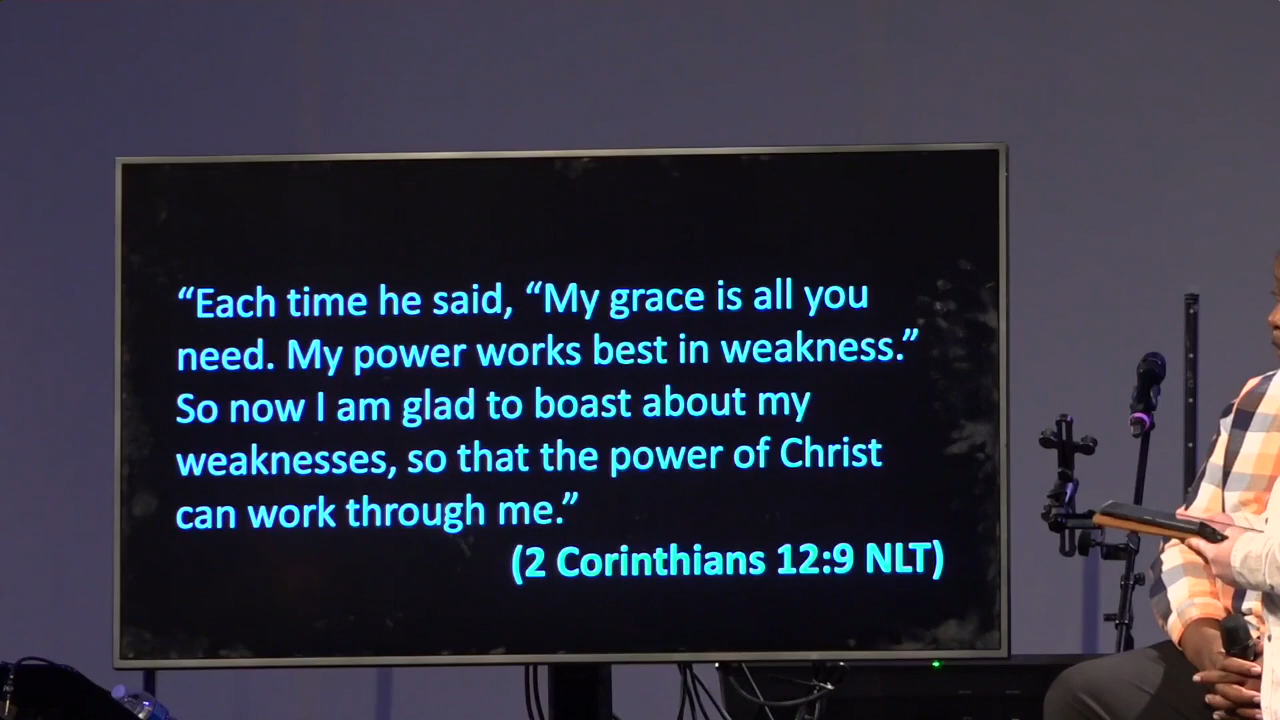 “Each time he said, “My grace is all you
need. My power works best in weakness.”
So now I am glad to boast about my
weaknesses, so that the power of Christ
can work through me.”
(2 Corinthians 12:9 NLT)